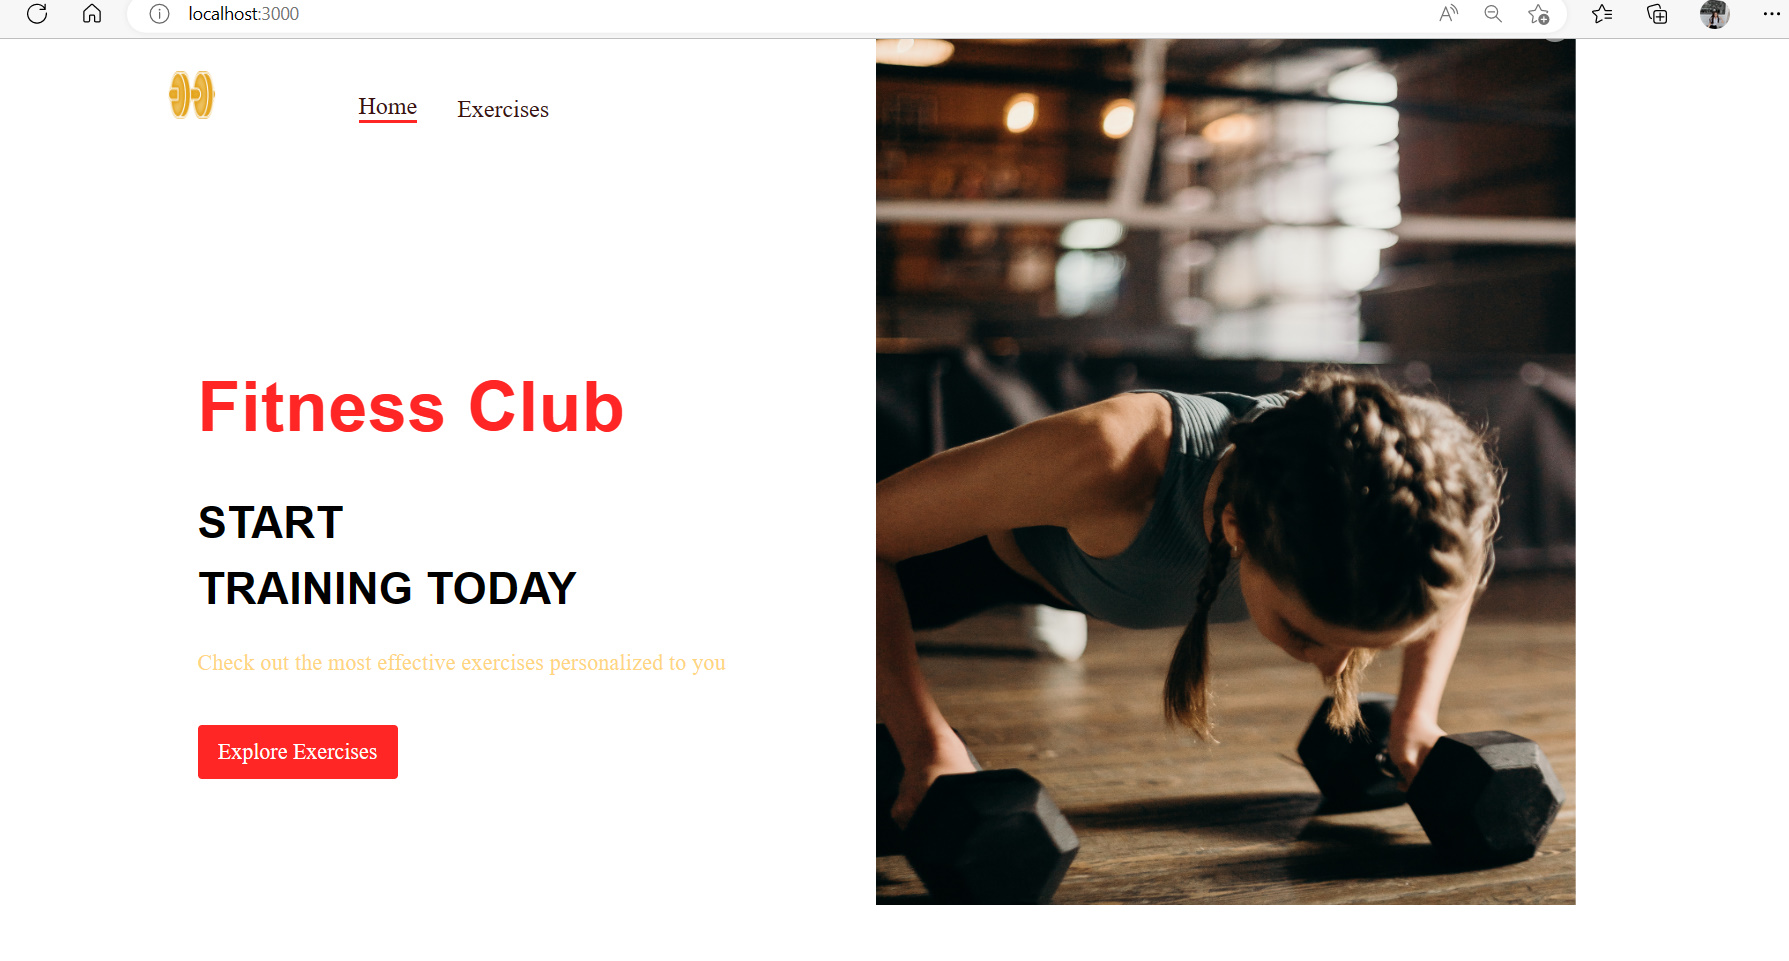 localhost:3000
Home Exercises
Fitness Club
START
TRAINING TODAY
Check out the most effective exercises personalized to you
Explore Exercises